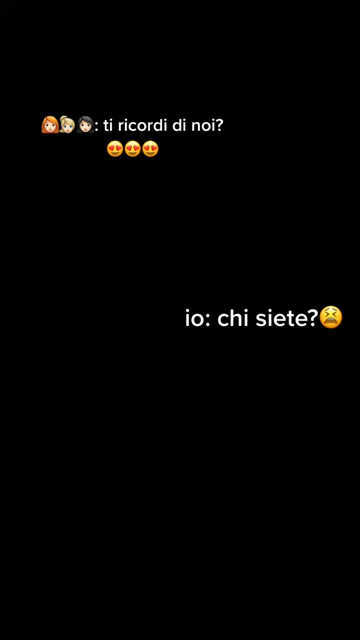 👩🏻‍🦰👱🏻‍♀️👩🏻: ti ricordi di noi?
😍😍😍
io: chi siete?😫